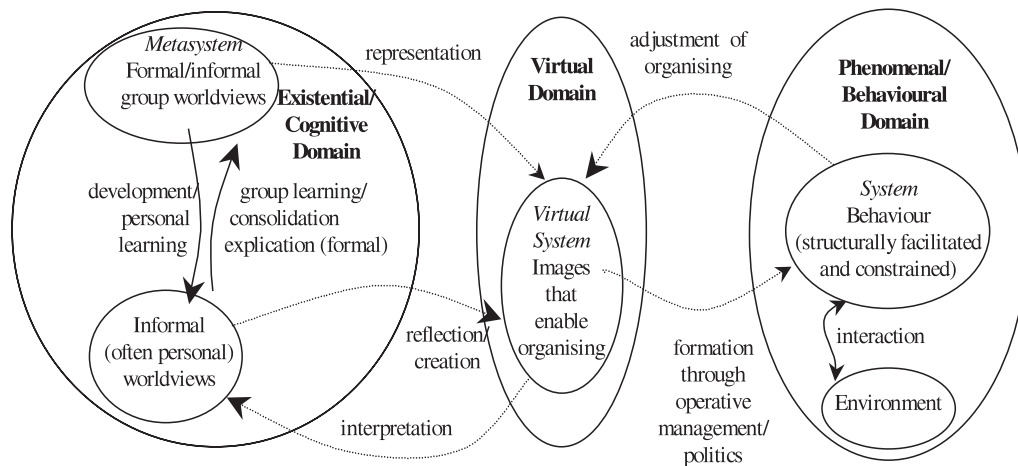 Metasystem
Formal/informal
group worldviews
Existential/
Cognitive
Domain
development/
personal
learning
group learning/
consolidation
explication (formal)
Informal
(often personal)
worldviews
representation
reflection/
creation
interpretation
Virtual
Domain
Virtual
System
Images
that
enable
organising
adjustment of
organising
formation
through
operative
management/
politics
Phenomenal/
Behavioural
Domain
System
Behaviour
(structurally facilitated
and constrained)
interaction
Environment